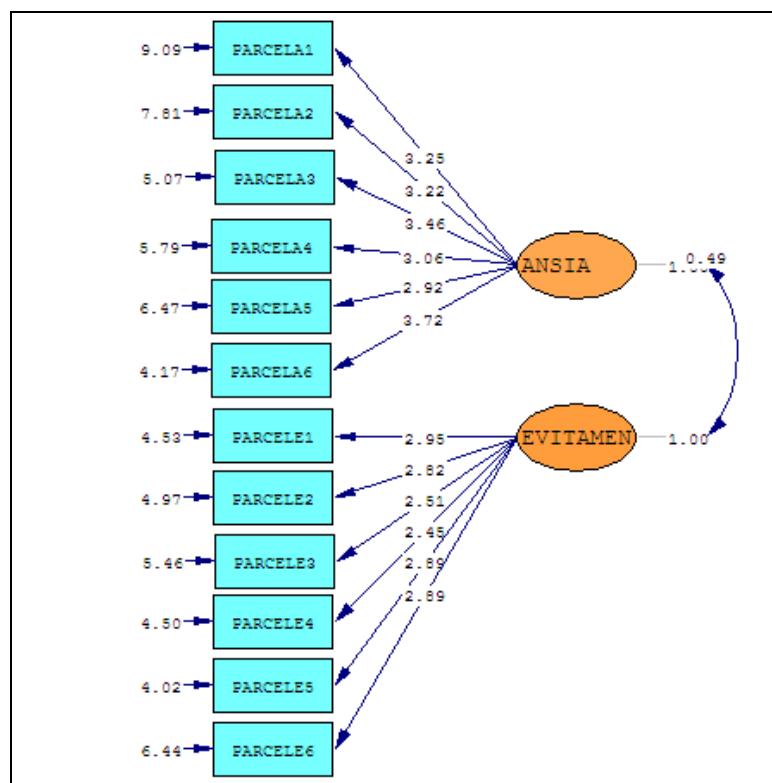 9.09 PARCELA1
7.81 PARCELA2
3.25
5.07 PARCELA3
3.22
3.46
5.79 PARCELA4
3.06
ANSIA
0.49
2.92
6.47 PARCELA5
3.72
4.17 PARCELA6
4.53 PARCELE1
2.95
EVITAMEN
1.00
2.82
4.97 PARCELE2
2.51
2.45
5.46 PARCELE3
2.89
2.89
4.50 PARCELE4
4.02 PARCELE5
6.44 PARCELE6